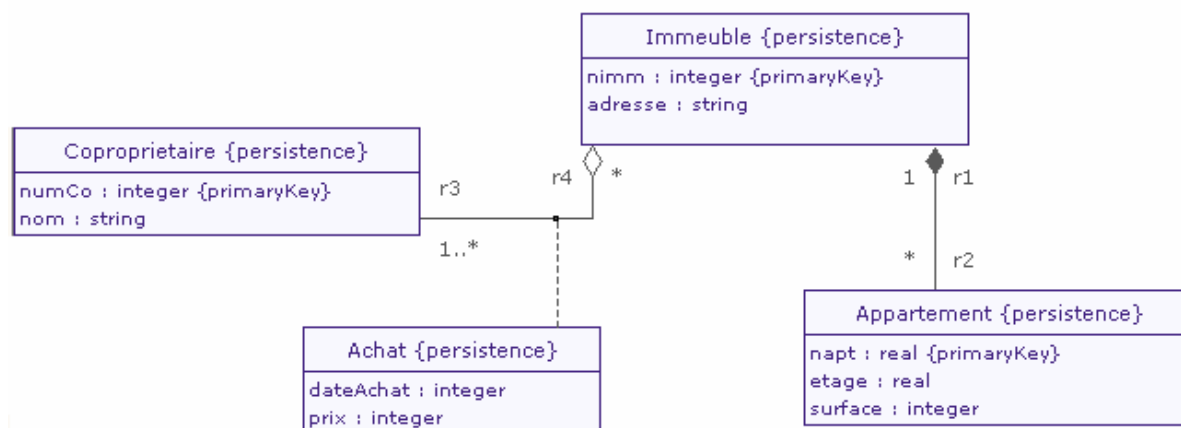 Immeuble {persistence}
nimm : integer {primaryKey}
adresse : string
Coproprietaire {persistence}
numCo : integer {primaryKey}
nom : string
r3
1..*
r4
*
1
r1
*
r2
Achat {persistence}
dateAchat : integer
prix : integer
Appartement {persistence}
napt : real {primaryKey}
etage : real
surface : integer